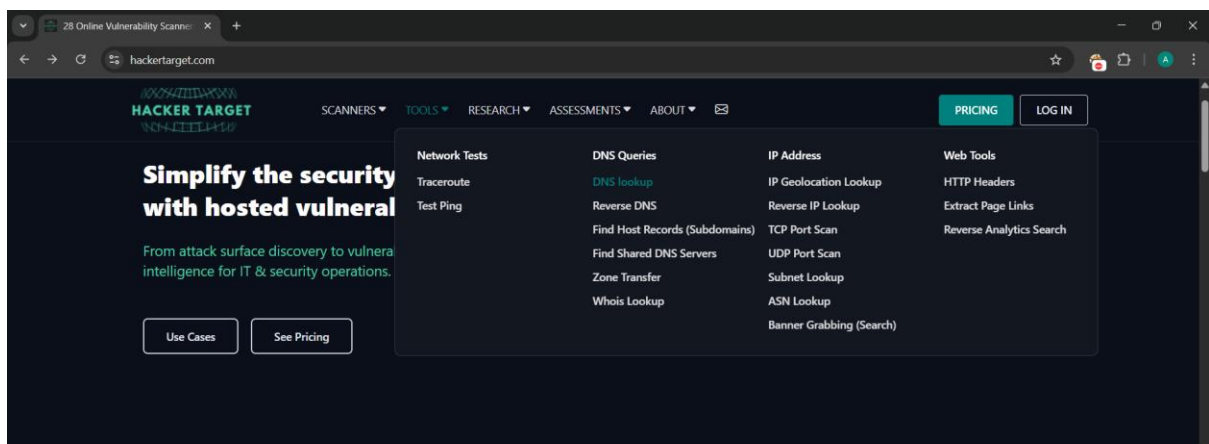 28 Online Vulnerability Scanner
hackertarget.com
A
HACKER TARGET
SCANNERS
TOOLS
RESEARCH
ASSESSMENTS
ABOUT
PRICING
LOG IN
Simplify the security
with hosted vulneral
From attack surface discovery to vulnera
intelligence for IT & security operations.
Use Cases
See Pricing
Network Tests
Traceroute
Test Ping
DNS Queries
DNS lookup
Reverse DNS
Find Host Records (Subdomains)
Find Shared DNS Servers
Zone Transfer
Whois Lookup
IP Address
IP Geolocation Lookup
Reverse IP Lookup
TCP Port Scan
UDP Port Scan
Subnet Lookup
ASN Lookup
Banner Grabbing (Search)
Web Tools
HTTP Headers
Extract Page Links
Reverse Analytics Search